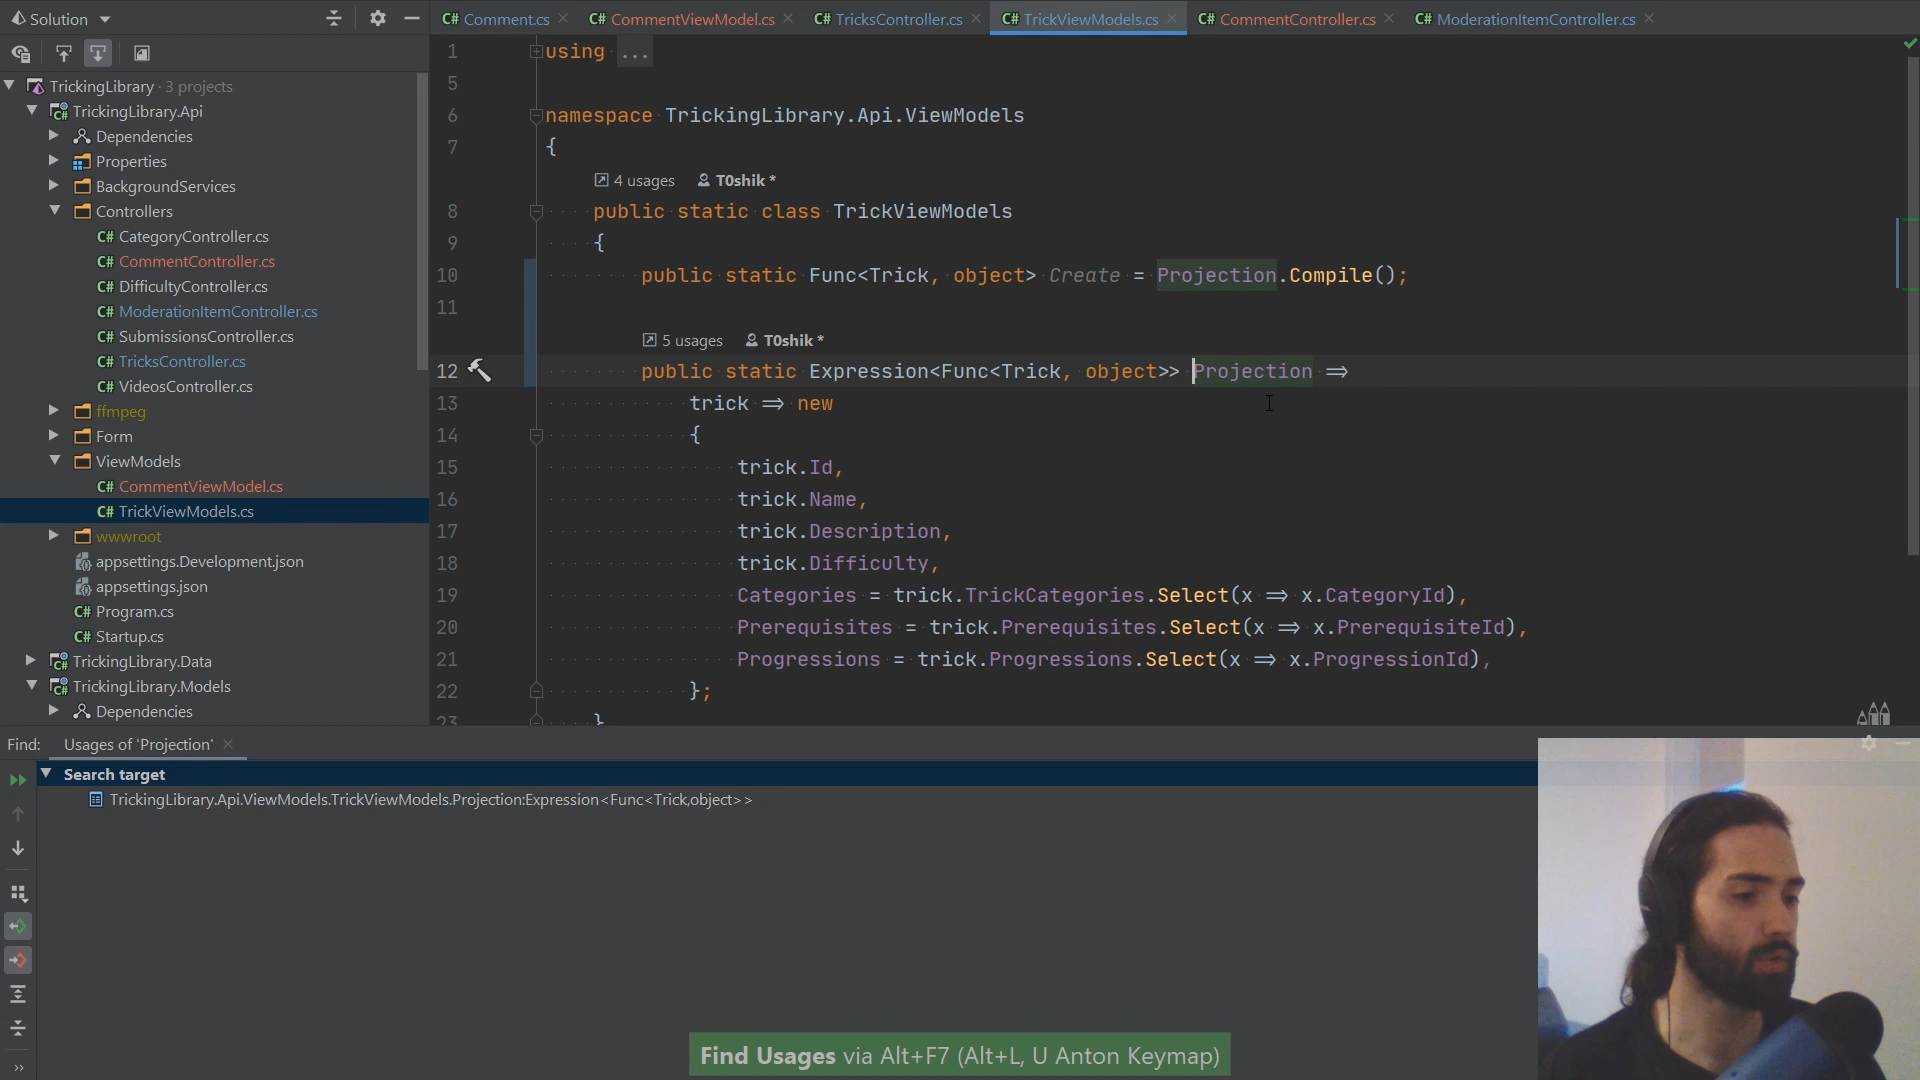 Solution
Comment.cs
CommentViewModel.cs
TricksController.cs
TrickViewModels.cs
CommentController.cs
ModerationItemController.cs
TrickingLibrary · 3 projects
TrickingLibrary.Api
Dependencies
Properties
BackgroundServices
Controllers
CategoryController.cs
CommentController.cs
DifficultyController.cs
ModerationItemController.cs
SubmissionsController.cs
TricksController.cs
VideosController.cs
ffmpeg
Form
ViewModels
CommentViewModel.cs
TrickViewModels.cs
wwwroot
appsettings.Development.json
appsettings.json
Program.cs
Startup.cs
TrickingLibrary.Data
TrickingLibrary.Models
Dependencies
1 using ...
5
6 namespace TrickingLibrary.Api.ViewModels
7 {
4 usages T0shik *
8 public static class TrickViewModels
9 {
10 public static Func<Trick, object> Create = Projection.Compile();
11
5 usages T0shik *
12 public static Expression<Func<Trick, object>> Projection =>
13 trick => new
14 {
15 trick.Id,
16 trick.Name,
17 trick.Description,
18 trick.Difficulty,
19 Categories = trick.TrickCategories.Select(x => x.CategoryId),
20 Prerequisites = trick.Prerequisites.Select(x => x.PrerequisiteId),
21 Progressions = trick.Progressions.Select(x => x.ProgressionId),
22 };
23 }
Find: Usages of 'Projection'
Search target
TrickingLibrary.Api.ViewModels.TrickViewModels.Projection:Expression<Func<Trick,object>>
Find Usages via Alt+F7 (Alt+L, U Anton Keymap)